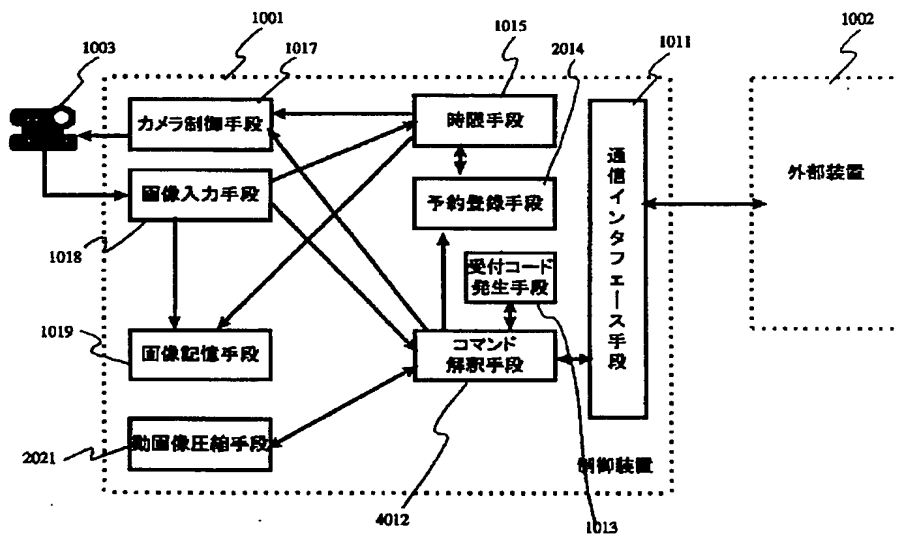 1001
1002
1003
1017
1015
2014
1011
カメラ制御手段
時限手段
画像入力手段
予約登録手段
1018
受付コード
発生手段
通信インタフェース手段
外部装置
1019
画像記憶手段
コマンド
解釈手段
2021
動画像圧縮手段
制御装置
4012
1013